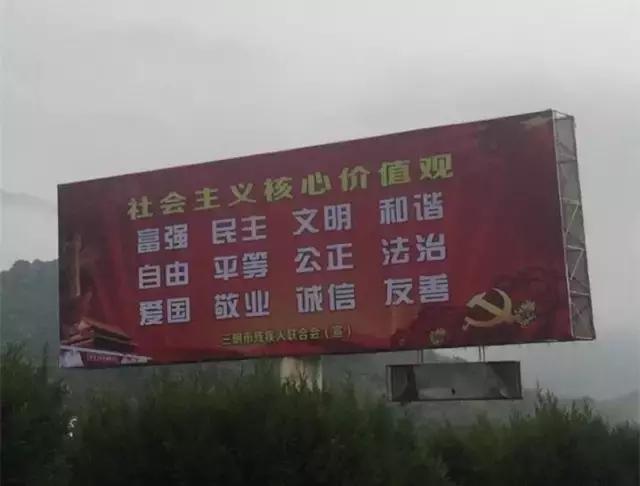 社会主义核心价值观
富强 民主 文明 和谐
自由 平等 公正 法治
爱国 敬业 诚信 友善
三明市残疾人联合会（宣）